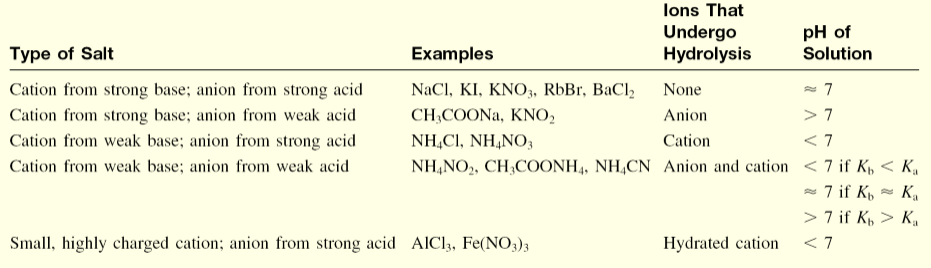 Ions That
Undergo pH of
Type of Salt Examples Hydrolysis Solution
Cation from strong base; anion from strong acid NaCl, KI, KNO₃, RbBr, BaCl₂ None ≈ 7
Cation from strong base; anion from weak acid CH₃COONa, KNO₂ Anion > 7
Cation from weak base; anion from strong acid NH₄Cl, NH₄NO₃ Cation < 7
Cation from weak base; anion from weak acid NH₄NO₂, CH₃COONH₄, NH₄CN Anion and cation < 7 if K_b < K_a
≈ 7 if K_b ≈ K_a
> 7 if K_b > K_a
Small, highly charged cation; anion from strong acid AlCl₃, Fe(NO₃)₃ Hydrated cation < 7